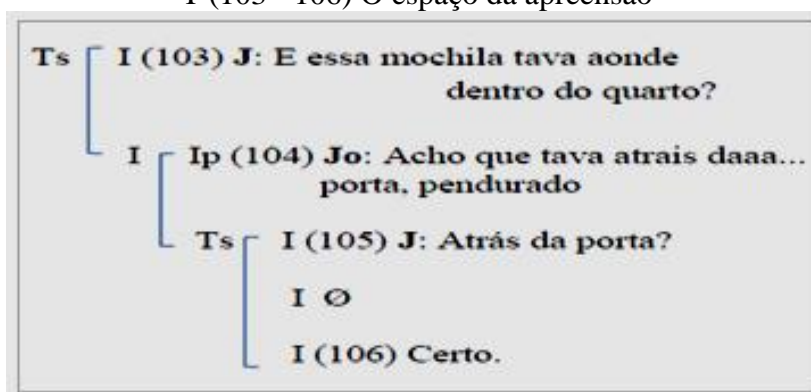 T (103 - 106) O espaço da apreensão
Ts I (103) J: E essa mochila tava aonde
dentro do quarto?
I Ip (104) Jo: Acho que tava atrais daaa...
porta, pendurado
Ts I (105) J: Atrás da porta?
I Ø
I (106) Certo.